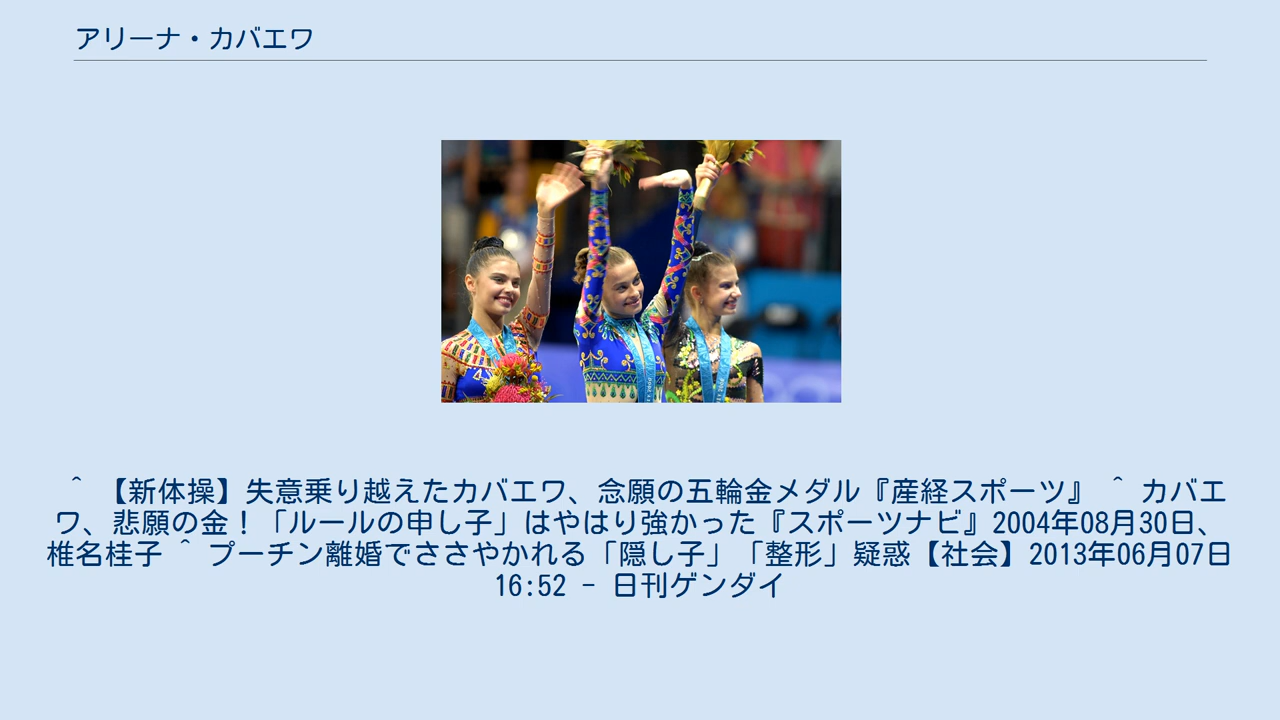 アリーナ・カバエワ
＾ 【新体操】失意乗り越えたカバエワ、念願の五輪金メダル『産経スポーツ』 ＾ カバエ
ワ、悲願の金！「ルールの申し子」はやはり強かった『スポーツナビ』2004年08月30日、
椎名桂子 ＾ プーチン離婚でささやかれる「隠し子」「整形」疑惑【社会】2013年06月07日
16:52 - 日刊ゲンダイ